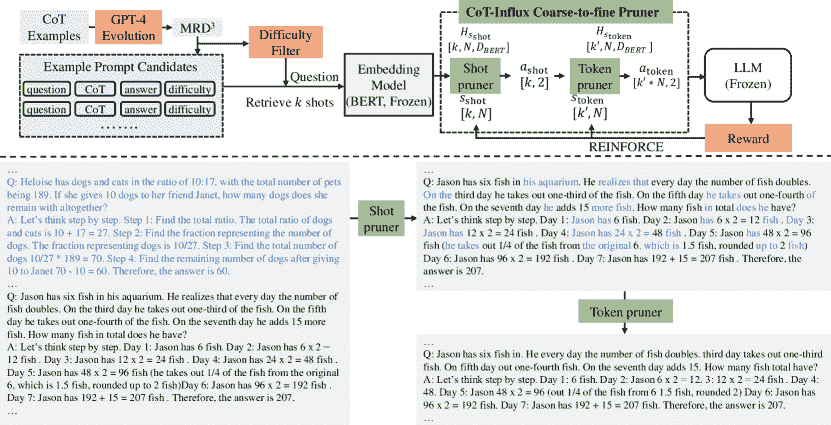 CoT Examples
GPT-4 Evolution
MRD³
Difficulty Filter
Example Prompt Candidates
question CoT answer difficulty
question CoT answer difficulty
.......
Question
Retrieve k shots
Embedding Model (BERT, Frozen)
CoT-Influx Coarse-to-fine Pruner
H_{s_shot}
[k, N, D_BERT]
Shot pruner
s_shot
[k, N]
a_shot
[k, 2]
H_{s_token}
[k', N, D_BERT]
Token pruner
s_token
[k', N]
a_token
[k' * N, 2]
LLM (Frozen)
Reward
REINFORCE
...
Q: Heloise has dogs and cats in the ratio of 10:17, with the total number of pets
being 189. If she gives 10 dogs to her friend Janet, how many dogs does she
remain with altogether?
A: Let's think step by step. Step 1: Find the total ratio. The total ratio of dogs
and cats is 10 + 17 = 27. Step 2: Find the fraction representing the number of
dogs. The fraction representing dogs is 10/27. Step 3: Find the total number of
dogs 10/27 * 189 = 70. Step 4: Find the remaining number of dogs after giving
10 to Janet 70 - 10 = 60. Therefore, the answer is 60.
...
Q: Jason has six fish in his aquarium. He realizes that every day the number of
fish doubles. On the third day he takes out one-third of the fish. On the fifth
day he takes out one-fourth of the fish. On the seventh day he adds 15 more
fish. How many fish in total does he have?
A: Let's think step by step. Day 1: Jason has 6 fish. Day 2: Jason has 6 x 2 =
12 fish . Day 3: Jason has 12 x 2 = 24 fish . Day 4: Jason has 24 x 2 = 48 fish .
Day 5: Jason has 48 x 2 = 96 fish (he takes out 1/4 of the fish from the original
6, which is 1.5 fish, rounded up to 2 fish)Day 6: Jason has 96 x 2 = 192 fish .
Day 7: Jason has 192 + 15 = 207 fish . Therefore, the answer is 207.
...
Shot pruner
...
Q: Jason has six fish in his aquarium. He realizes that every day the number of fish doubles.
On the third day he takes out one-third of the fish. On the fifth day he takes out one-fourth of
the fish. On the seventh day he adds 15 more fish. How many fish in total does he have?
A: Let's think step by step. Day 1: Jason has 6 fish. Day 2: Jason has 6 x 2 = 12 fish . Day 3:
Jason has 12 x 2 = 24 fish . Day 4: Jason has 24 x 2 = 48 fish . Day 5: Jason has 48 x 2 = 96
fish (he takes out 1/4 of the fish from the original 6, which is 1.5 fish, rounded up to 2 fish)
Day 6: Jason has 96 x 2 = 192 fish . Day 7: Jason has 192 + 15 = 207 fish . Therefore, the
answer is 207.
...
Token pruner
...
Q: Jason has six fish in. He every day the number of fish doubles. third day takes out one-third
fish. On fifth day out one-fourth fish. On the seventh day adds 15. How many fish total have?
A: Let's think step by step. Day 1: 6 fish. Day 2: Jason 6 x 2 = 12. 3: 12 x 2 = 24 fish . Day 4:
48. Day 5: Jason 48 x 2 = 96 (out 1/4 of the fish from 6 1.5 fish, rounded 2) Day 6: Jason has
96 x 2 = 192 fish. Day 7: Jason has 192 + 15 = 207 fish. Therefore, the answer is 207.
...